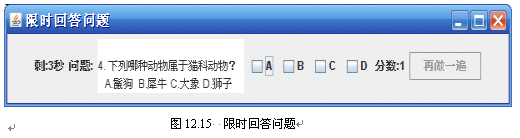 限时回答问题
剩:3秒 问题: 4.下列哪种动物属于猫科动物?
A.鬣狗 B.犀牛 C.大象 D.狮子
A B C D 分数:1 再做一遍
图 12.15 限时回答问题